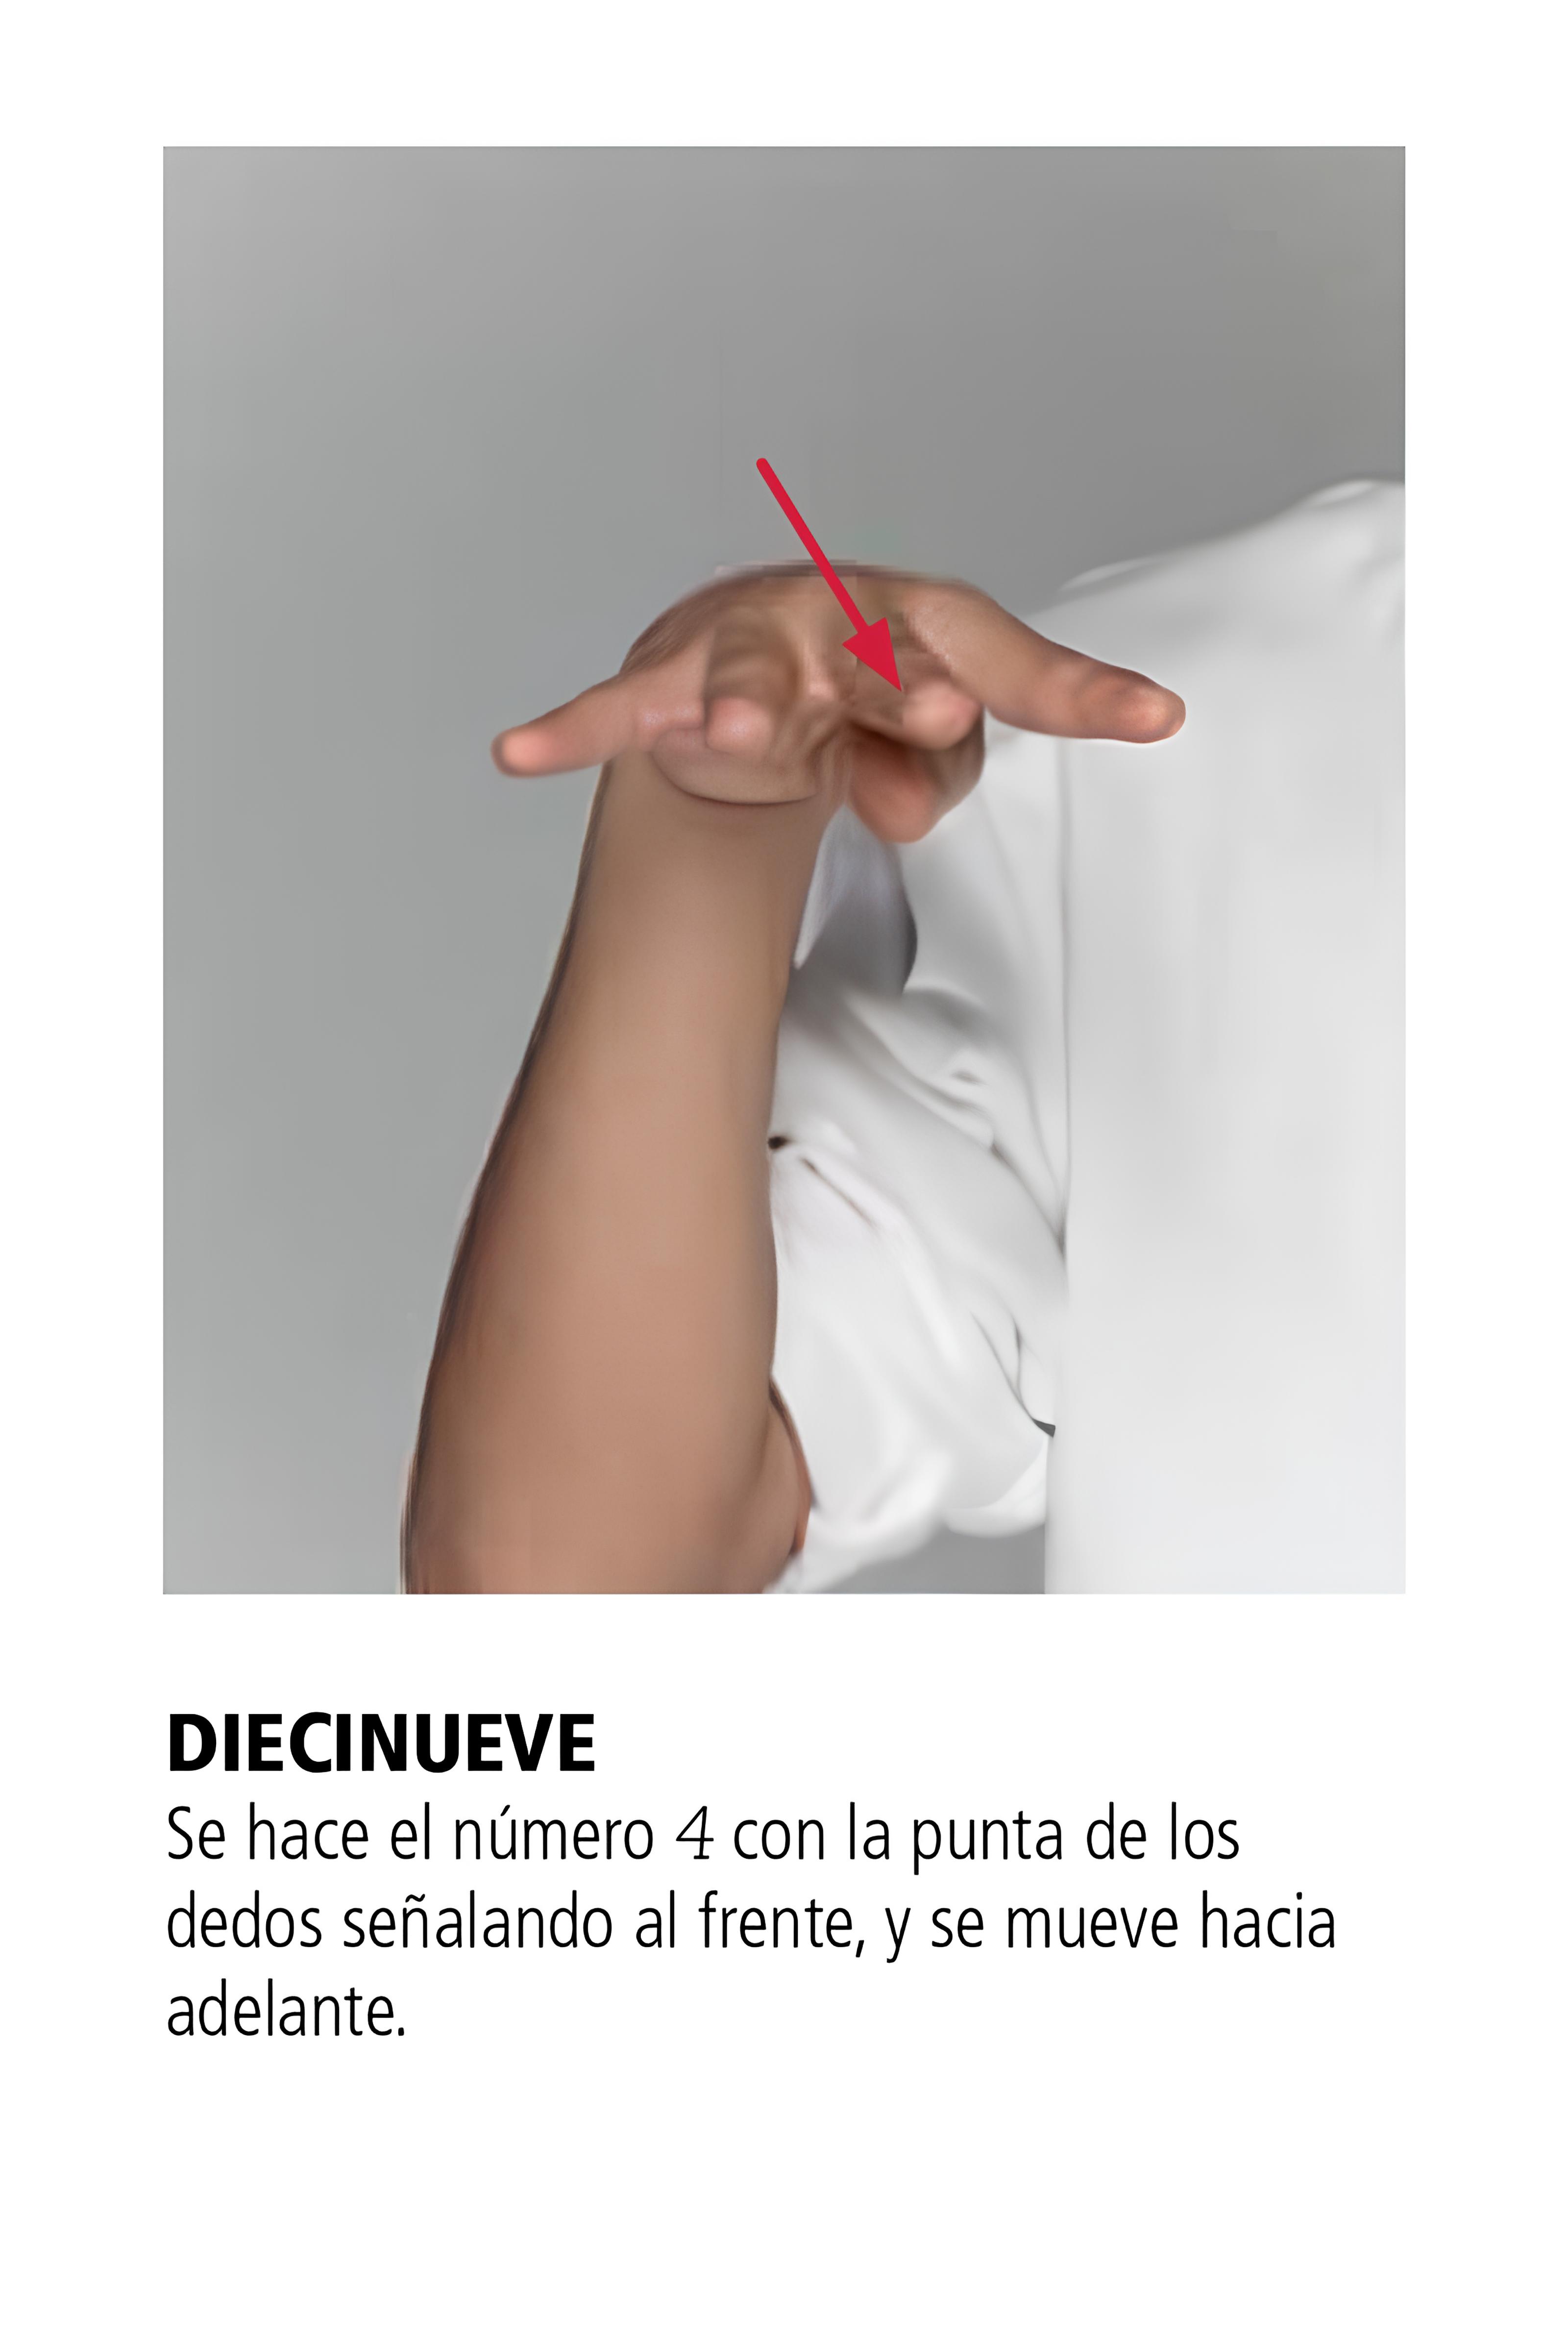 DIECINUEVE
Se hace el número 4 con la punta de los
dedos señalando al frente, y se mueve hacia
adelante.